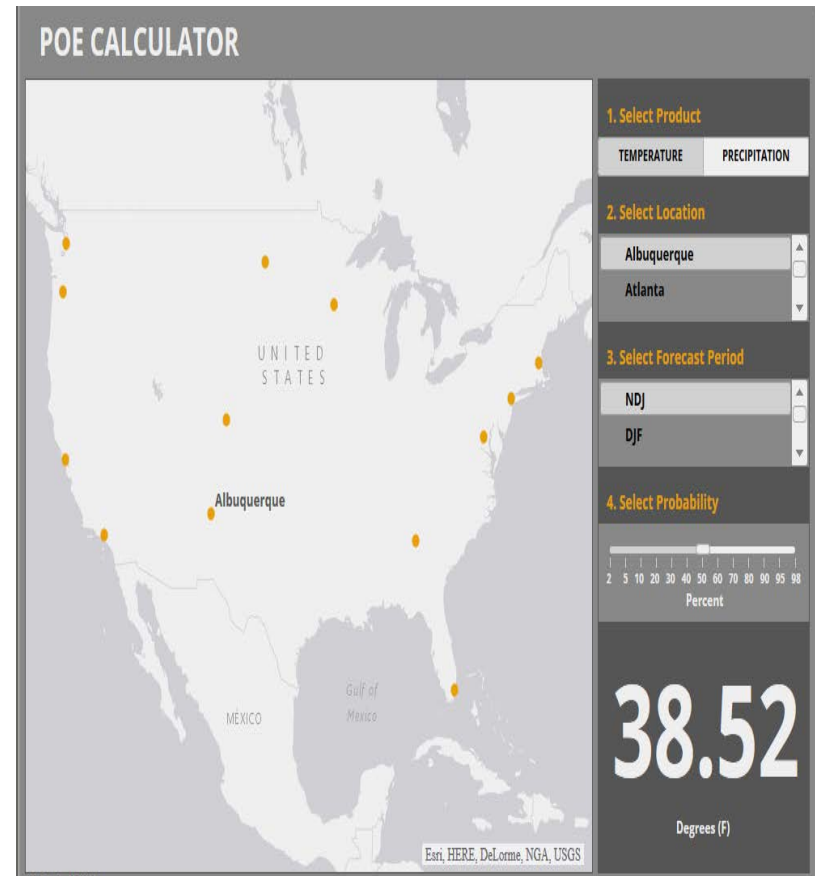 POE CALCULATOR
UNITED
STATES
Albuquerque
MÉXICO
Gulf of
Mexico
Esri, HERE, DeLorme, NGA, USGS
1. Select Product
TEMPERATURE PRECIPITATION
2. Select Location
Albuquerque
Atlanta
3. Select Forecast Period
NDJ
DJF
4. Select Probability
2 5 10 20 30 40 50 60 70 80 90 95 98
Percent
38.52
Degrees (F)